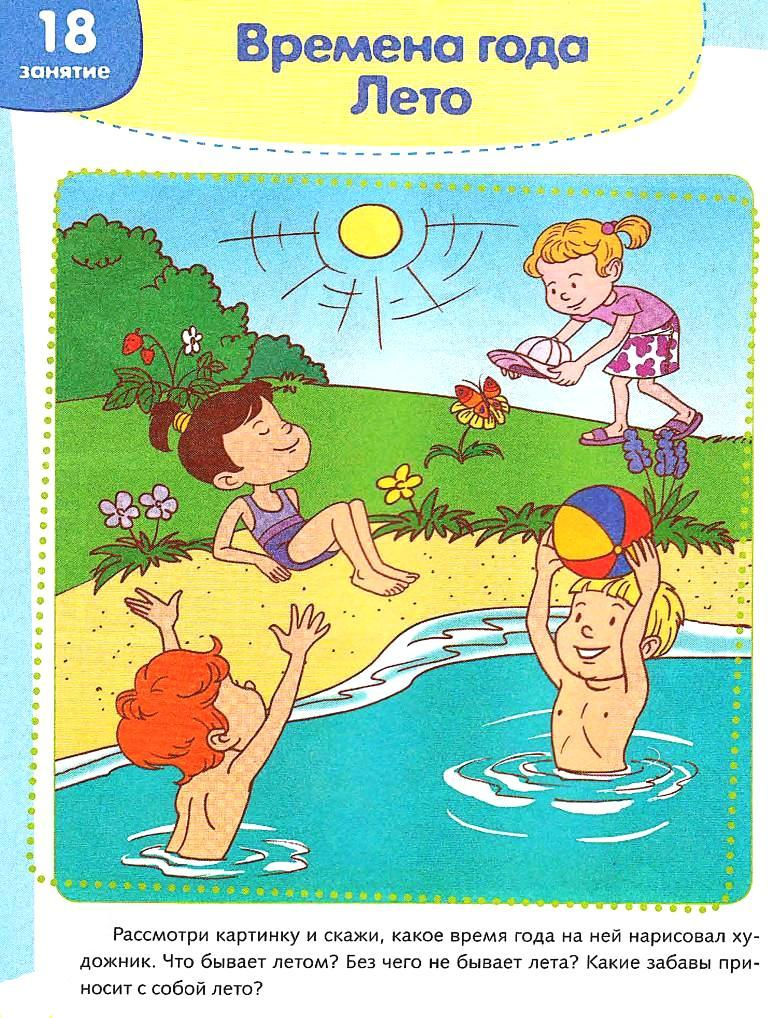 18
занятие
Времена года
Лето
Рассмотри картинку и скажи, какое время года на ней нарисовал ху-
дожник. Что бывает летом? Без чего не бывает лета? Какие забавы при-
носит с собой лето?